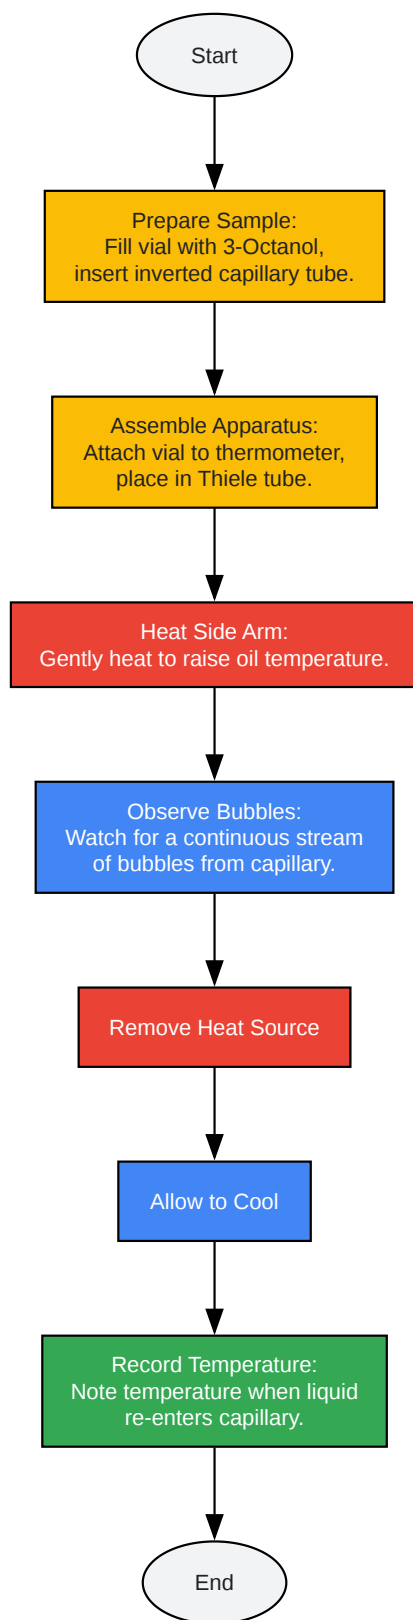 Start
Prepare Sample:
Fill vial with 3-Octanol,
insert inverted capillary tube.
Assemble Apparatus:
Attach vial to thermometer,
place in Thiele tube.
Heat Side Arm:
Gently heat to raise oil temperature.
Observe Bubbles:
Watch for a continuous stream
of bubbles from capillary.
Remove Heat Source
Allow to Cool
Record Temperature:
Note temperature when liquid
re-enters capillary.
End